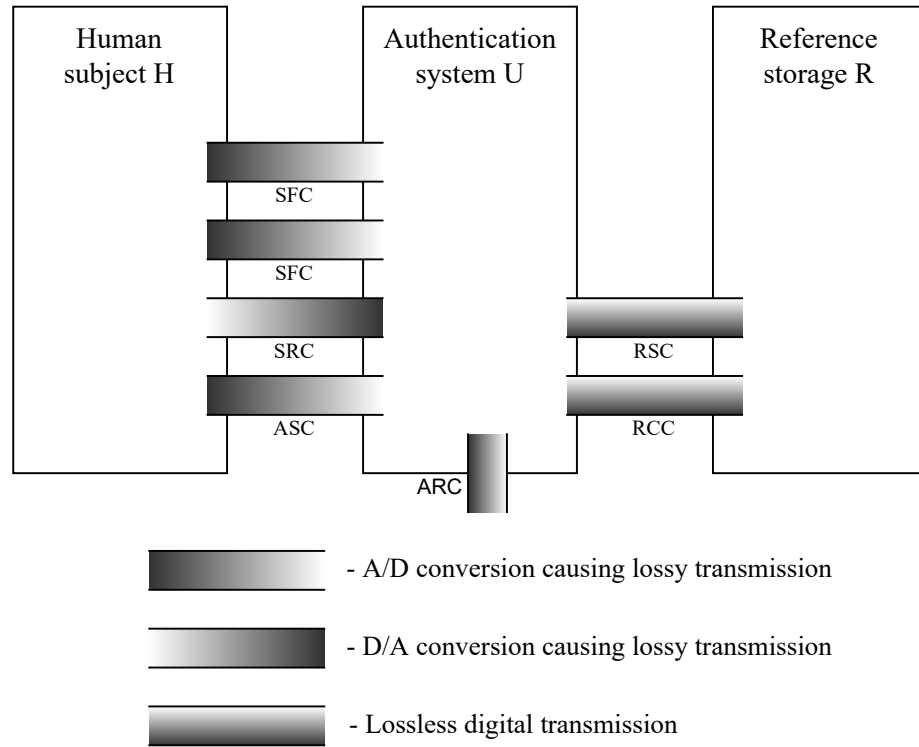 Human
subject H
Authentication
system U
Reference
storage R
SFC
SFC
SRC
RSC
ASC
RCC
ARC
- A/D conversion causing lossy transmission
- D/A conversion causing lossy transmission
- Lossless digital transmission